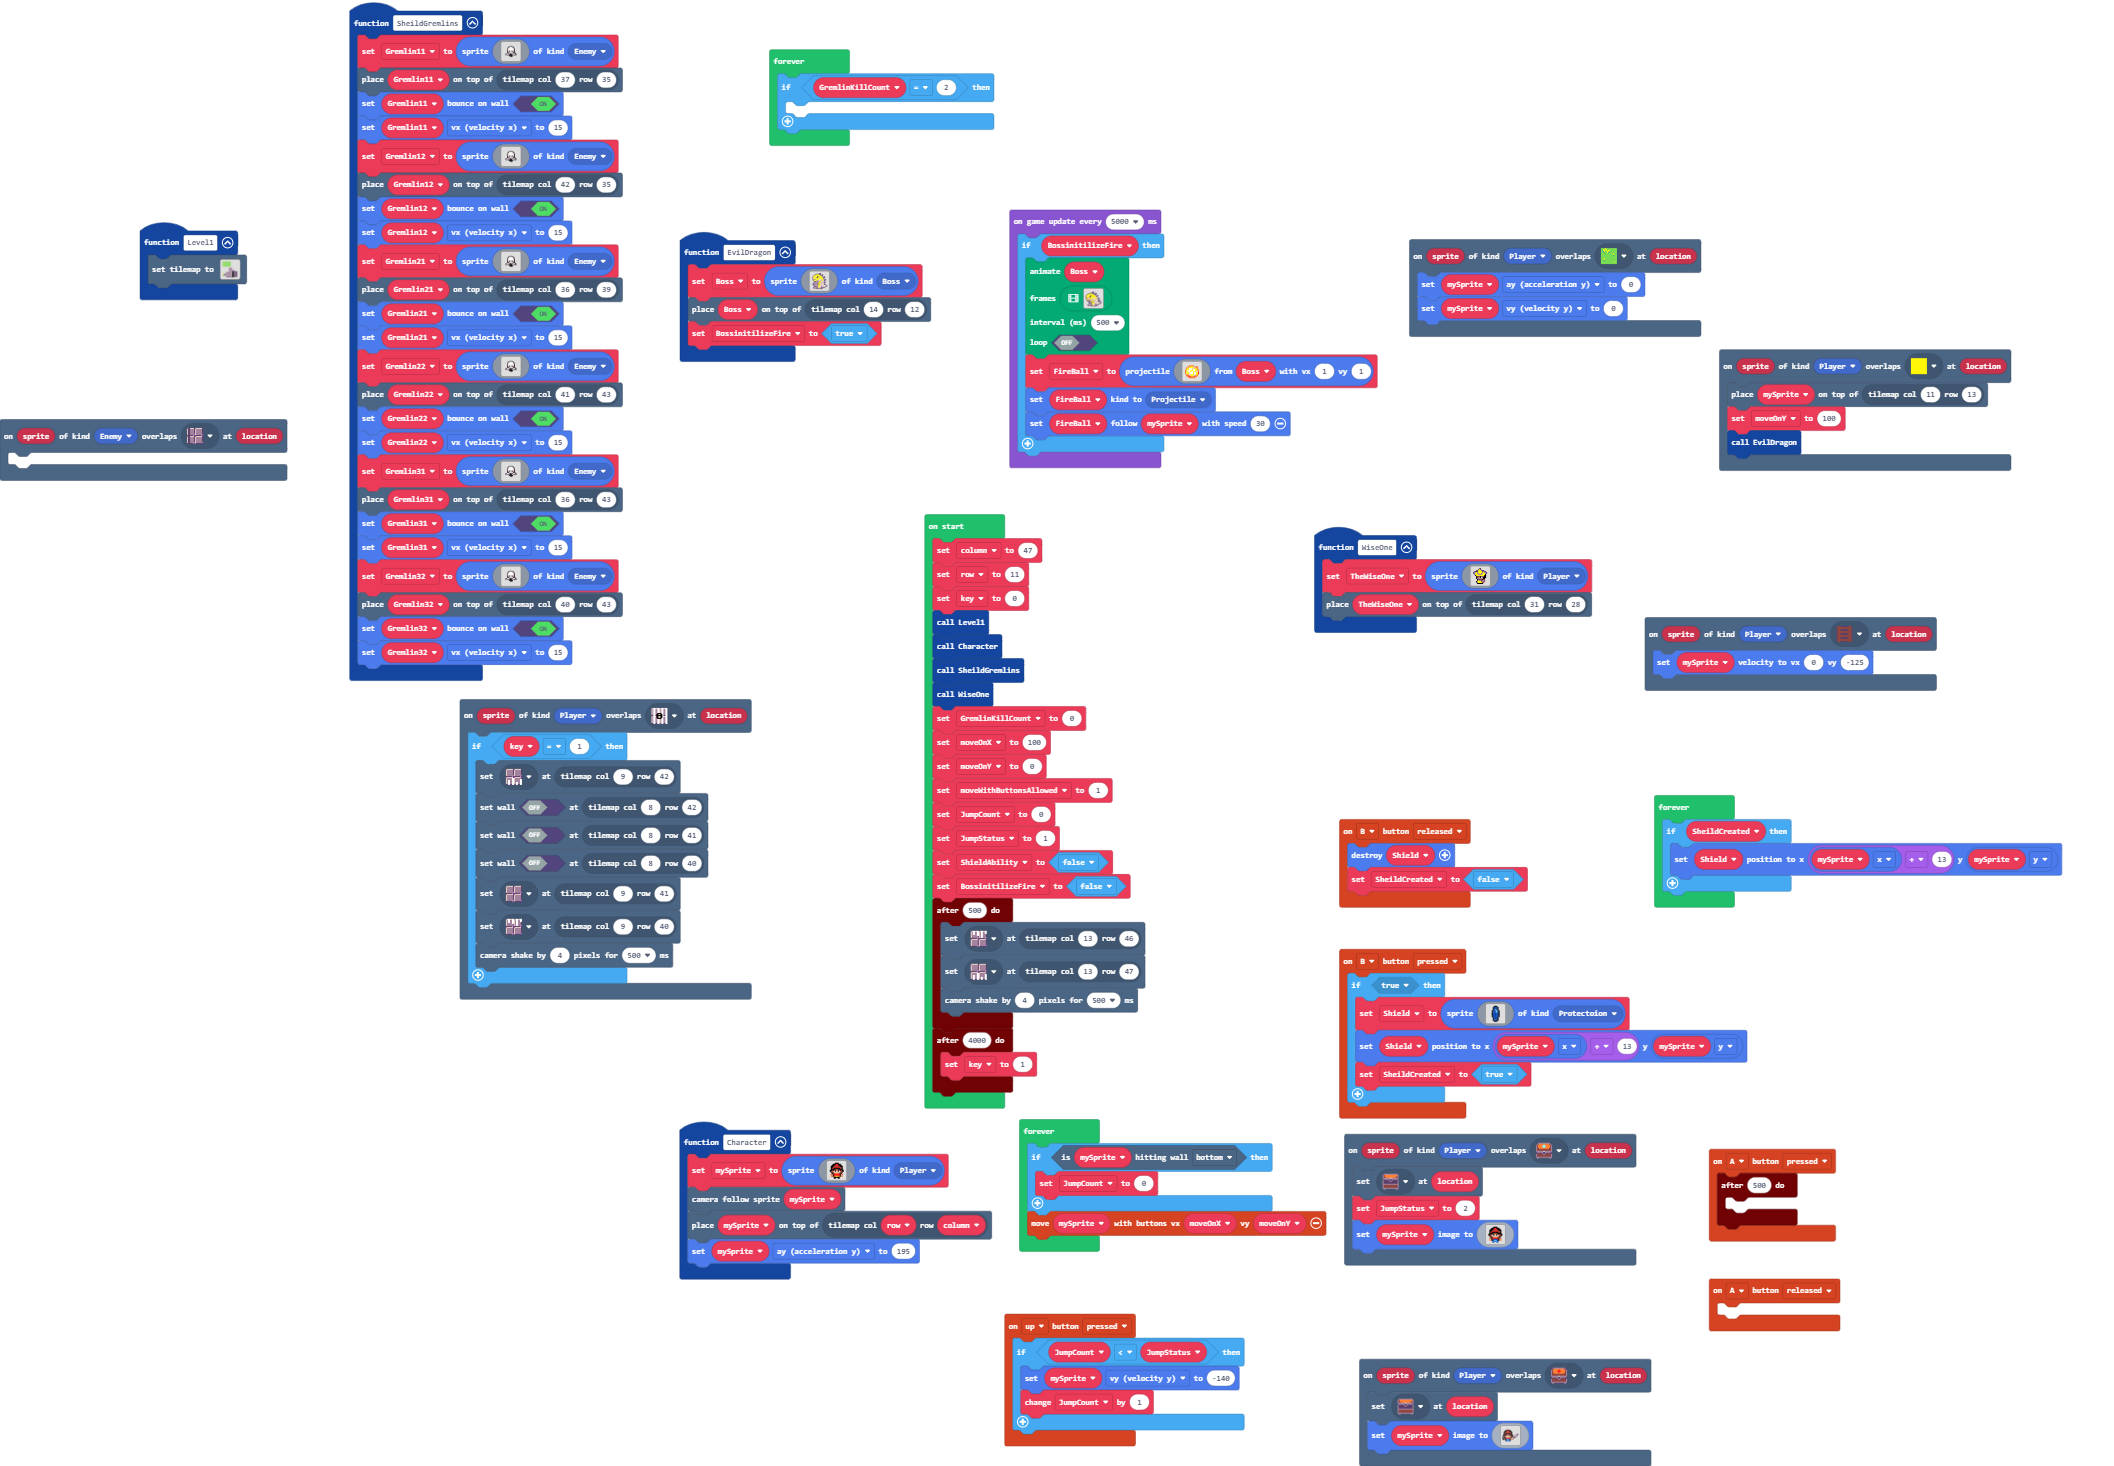 function SheildGremlins
set Gremlin11 to sprite of kind Enemy
place Gremlin11 on top of tilemap col 37 row 35
set Gremlin11 bounce on wall ON
set Gremlin11 vx (velocity x) to 15
set Gremlin12 to sprite of kind Enemy
place Gremlin12 on top of tilemap col 42 row 35
set Gremlin12 bounce on wall ON
set Gremlin12 vx (velocity x) to 15
set Gremlin21 to sprite of kind Enemy
place Gremlin21 on top of tilemap col 36 row 39
set Gremlin21 bounce on wall ON
set Gremlin21 vx (velocity x) to 15
set Gremlin22 to sprite of kind Enemy
place Gremlin22 on top of tilemap col 41 row 43
set Gremlin22 bounce on wall ON
set Gremlin22 vx (velocity x) to 15
set Gremlin31 to sprite of kind Enemy
place Gremlin31 on top of tilemap col 36 row 43
set Gremlin31 bounce on wall ON
set Gremlin31 vx (velocity x) to 15
set Gremlin32 to sprite of kind Enemy
place Gremlin32 on top of tilemap col 40 row 43
set Gremlin32 bounce on wall ON
set Gremlin32 vx (velocity x) to 15
forever
if GremlinKillCount = 2 then
function Level1
set tilemap to
on sprite of kind Enemy overlaps at location
function EvilDragon
set Boss to sprite of kind Boss
place Boss on top of tilemap col 14 row 12
set BossinitilizeFire to true
on game update every 5000 ms
if BossinitilizeFire then
animate Boss
frames
interval (ms) 500
loop OFF
set FireBall to projectile from Boss with vx 1 vy 1
set FireBall kind to Projectile
set FireBall follow mySprite with speed 30
on sprite of kind Player overlaps at location
set mySprite ay (acceleration y) to 0
set mySprite vy (velocity y) to 0
on sprite of kind Player overlaps at location
place mySprite on top of tilemap col 11 row 13
set moveOnY to 100
call EvilDragon
on start
set column to 47
set row to 11
set key to 0
call Level1
call Character
call SheildGremlins
call WiseOne
set GremlinKillCount to 0
set moveOnX to 100
set moveOnY to 0
set moveWithButtonsAllowed to 1
set JumpCount to 0
set JumpStatus to 1
set ShieldAbility to false
set BossinitilizeFire to false
after 500 do
set at tilemap col 13 row 46
set at tilemap col 13 row 47
camera shake by 4 pixels for 500 ms
after 4000 do
set key to 1
function WiseOne
set TheWiseOne to sprite of kind Player
place TheWiseOne on top of tilemap col 31 row 28
on sprite of kind Player overlaps at location
set mySprite velocity to vx 0 vy -125
on sprite of kind Player overlaps at location
if key = 1 then
set at tilemap col 9 row 42
set wall OFF at tilemap col 8 row 42
set wall OFF at tilemap col 8 row 41
set wall OFF at tilemap col 8 row 40
set at tilemap col 9 row 41
set at tilemap col 9 row 40
camera shake by 4 pixels for 500 ms
on B button released
destroy Shield
set SheildCreated to false
forever
if SheildCreated then
set Shield position to x mySprite x + 13 y mySprite y
on B button pressed
if true then
set Shield to sprite of kind Protectoion
set Shield position to x mySprite x + 13 y mySprite y
set SheildCreated to true
function Character
set mySprite to sprite of kind Player
camera follow sprite mySprite
place mySprite on top of tilemap col row row column
set mySprite ay (acceleration y) to 195
forever
if is mySprite hitting wall bottom then
set JumpCount to 0
move mySprite with buttons vx moveOnX vy moveOnY
on sprite of kind Player overlaps at location
set at location
set JumpStatus to 2
set mySprite image to
on A button pressed
after 500 do
on A button released
on up button pressed
if JumpCount < JumpStatus then
set mySprite vy (velocity y) to -140
change JumpCount by 1
on sprite of kind Player overlaps at location
set at location
set mySprite image to